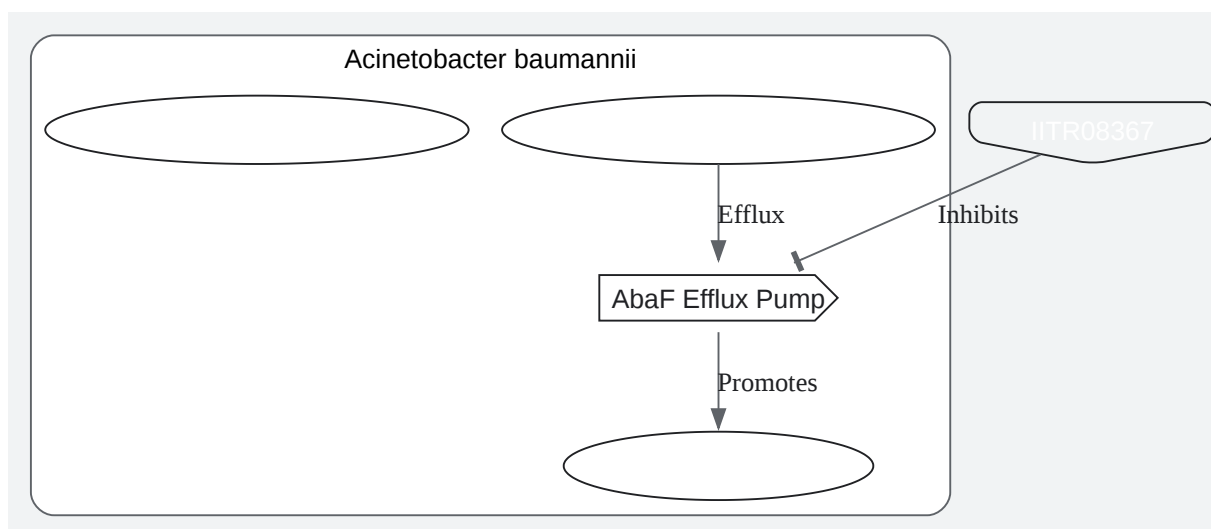 Acinetobacter baumannii
IITR08367
Efflux
Inhibits
AbaF Efflux Pump
Promotes